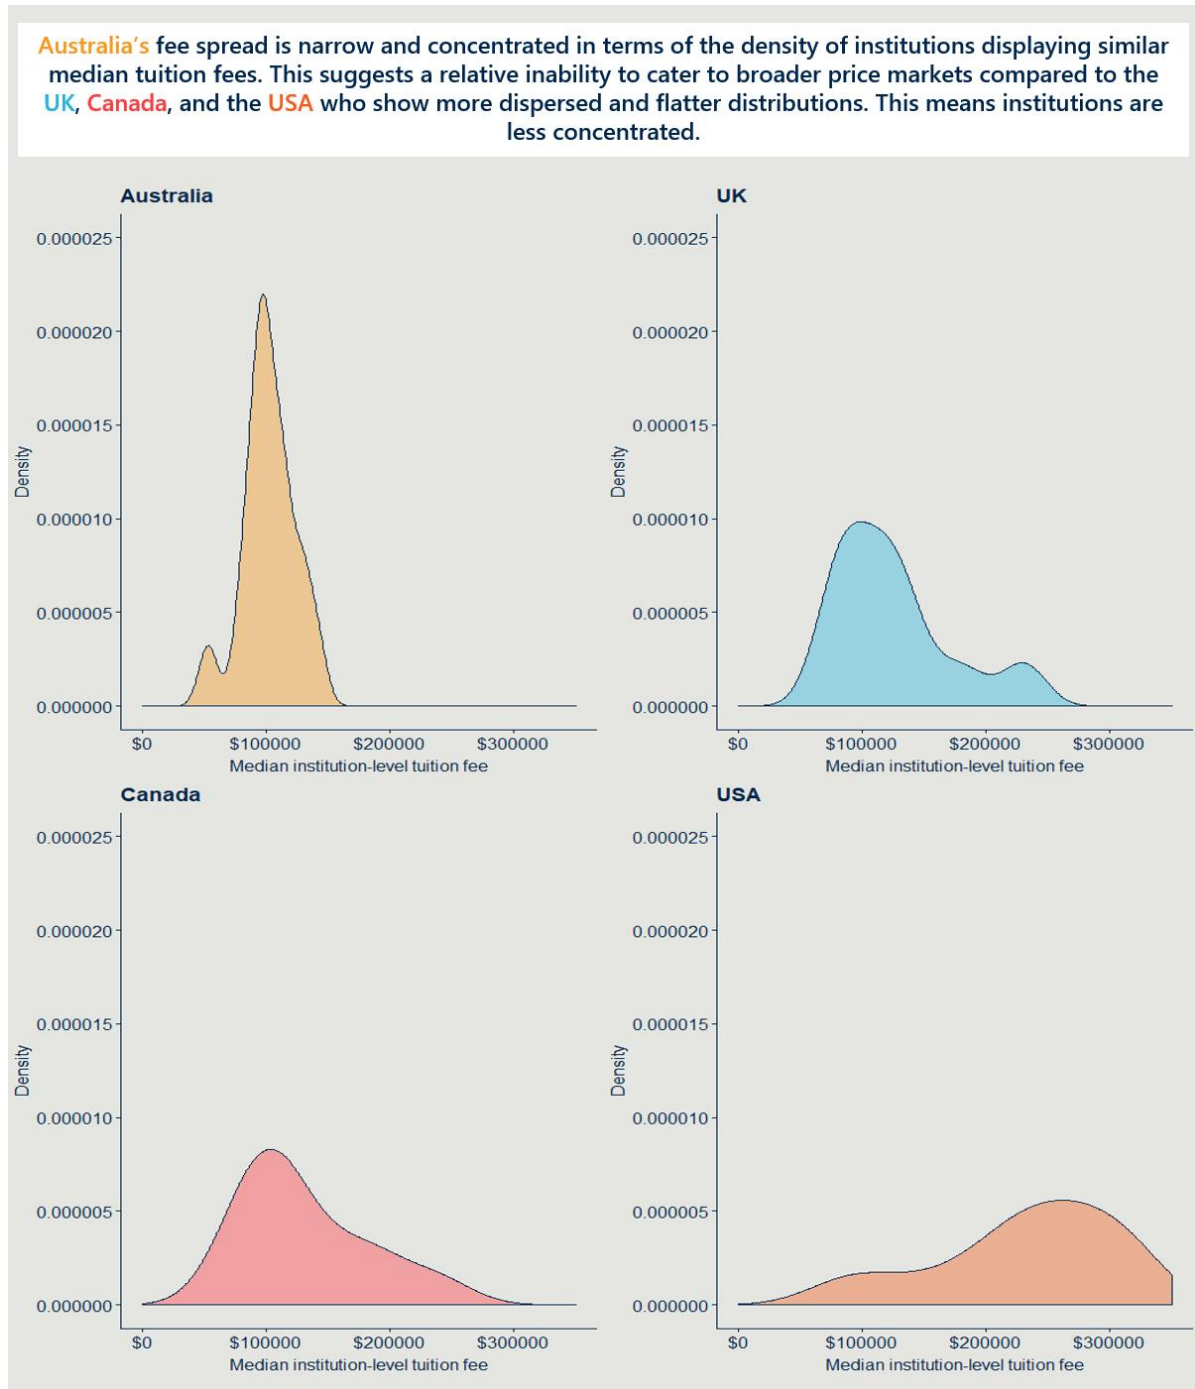 Australia's fee spread is narrow and concentrated in terms of the density of institutions displaying similar
median tuition fees. This suggests a relative inability to cater to broader price markets compared to the
UK, Canada, and the USA who show more dispersed and flatter distributions. This means institutions are
less concentrated.
Australia
0.000025
0.000020
0.000015
0.000010
0.000005
0.000000
Density
$0 $100000 $200000 $300000
Median institution-level tuition fee
UK
0.000025
0.000020
0.000015
0.000010
0.000005
0.000000
Density
$0 $100000 $200000 $300000
Median institution-level tuition fee
Canada
0.000025
0.000020
0.000015
0.000010
0.000005
0.000000
Density
$0 $100000 $200000 $300000
Median institution-level tuition fee
USA
0.000025
0.000020
0.000015
0.000010
0.000005
0.000000
Density
$0 $100000 $200000 $300000
Median institution-level tuition fee